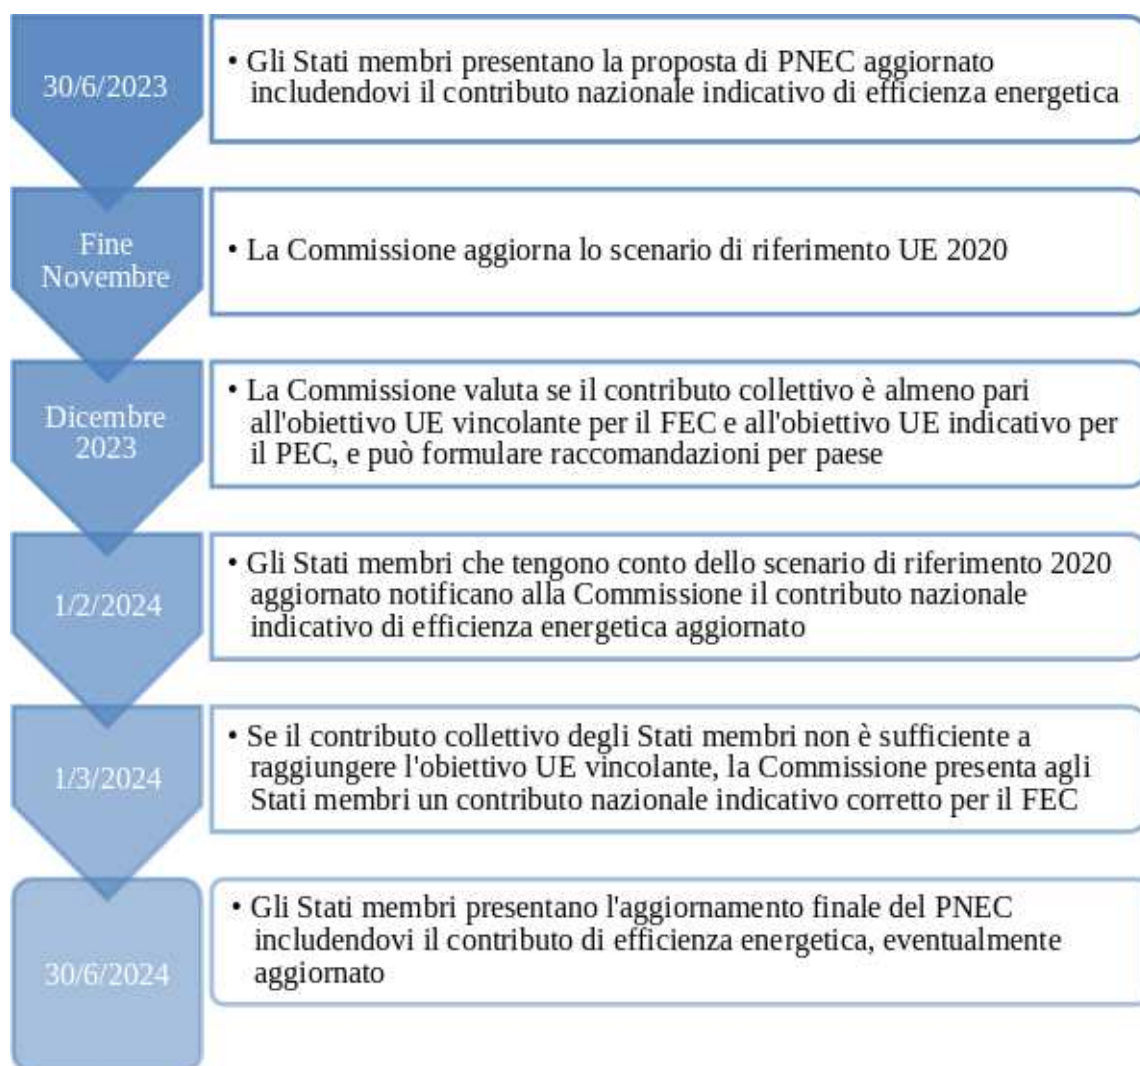 30/6/2023
• Gli Stati membri presentano la proposta di PNEC aggiornato
includendovi il contributo nazionale indicativo di efficienza energetica
Fine
Novembre
• La Commissione aggiorna lo scenario di riferimento UE 2020
Dicembre
2023
• La Commissione valuta se il contributo collettivo è almeno pari
all'obiettivo UE vincolante per il FEC e all'obiettivo UE indicativo per
il PEC, e può formulare raccomandazioni per paese
1/2/2024
• Gli Stati membri che tengono conto dello scenario di riferimento 2020
aggiornato notificano alla Commissione il contributo nazionale
indicativo di efficienza energetica aggiornato
1/3/2024
• Se il contributo collettivo degli Stati membri non è sufficiente a
raggiungere l'obiettivo UE vincolante, la Commissione presenta agli
Stati membri un contributo nazionale indicativo corretto per il FEC
30/6/2024
• Gli Stati membri presentano l'aggiornamento finale del PNEC
includendovi il contributo di efficienza energetica, eventualmente
aggiornato